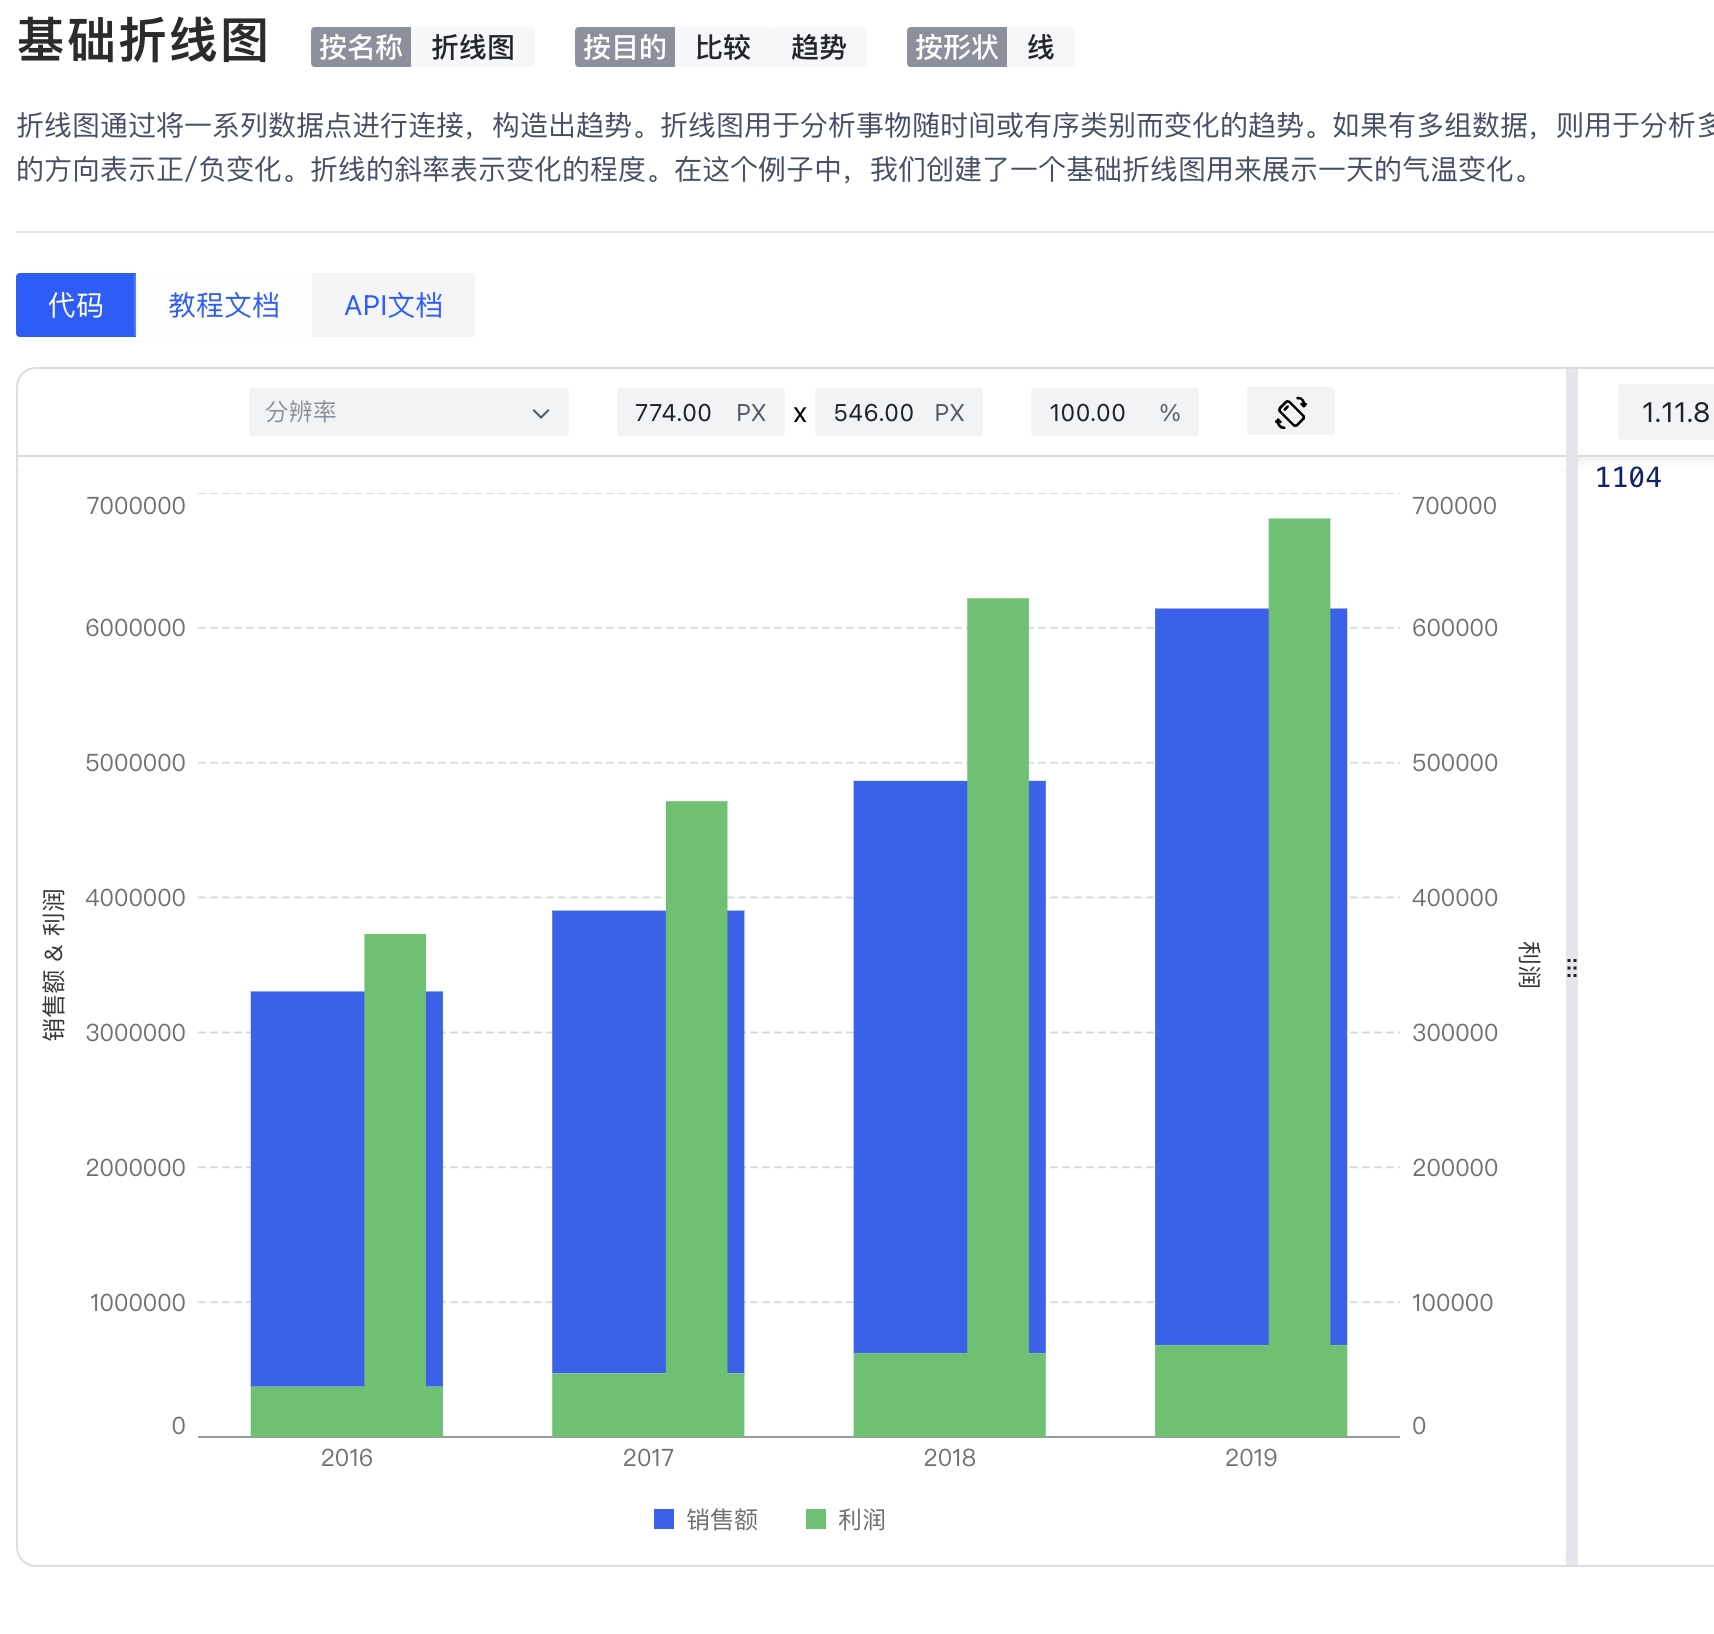 基础折线图 按名称 折线图 按目的 比较 趋势 按形状 线
折线图通过将一系列数据点进行连接，构造出趋势。折线图用于分析事物随时间或有序类别而变化的趋势。如果有多组数据，则用于分析多
的方向表示正/负变化。折线的斜率表示变化的程度。在这个例子中，我们创建了一个基础折线图用来展示一天的气温变化。
代码 教程文档 API文档
分辨率 774.00 PX x 546.00 PX 100.00 % 1.11.8
1104
7000000 700000
6000000 600000
5000000 500000
4000000 400000
销售额 & 利润
利润
3000000 300000
2000000 200000
1000000 100000
0 0
2016 2017 2018 2019
销售额 利润